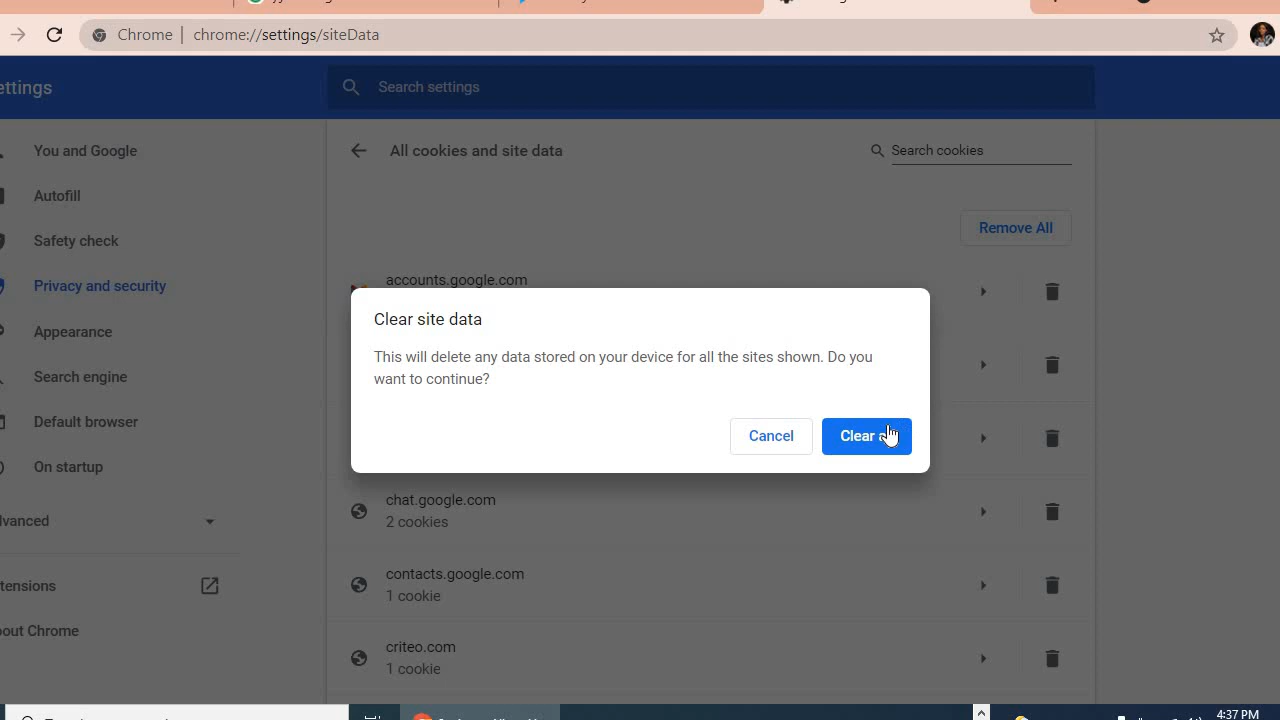 Chrome
chrome://settings/siteData
ettings
Search settings
You and Google
Autofill
Safety check
Privacy and security
Appearance
Search engine
Default browser
On startup
dvanced
tensions
bout Chrome
All cookies and site data
Search cookies
Remove All
accounts.google.com
Clear site data
This will delete any data stored on your device for all the sites shown. Do you
want to continue?
Cancel
Clear
chat.google.com
2 cookies
contacts.google.com
1 cookie
criteo.com
1 cookie
4:37 PM